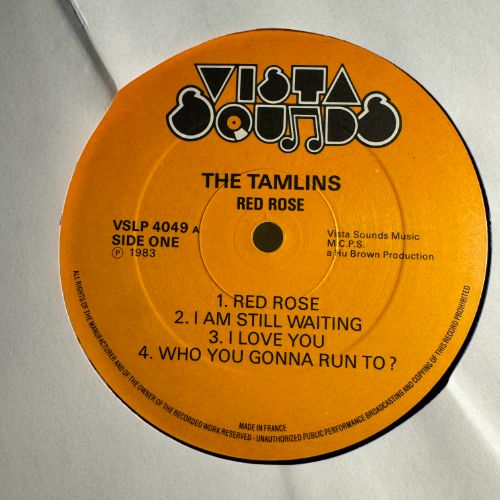 VISTA
SOUNDS
THE TAMLINS
RED ROSE
VSLP 4049 A
SIDE ONE
Ⓟ 1983
Vista Sounds Music
M.C.P.S.
a Hu Brown Production
1. RED ROSE
2. I AM STILL WAITING
3. I LOVE YOU
4. WHO YOU GONNA RUN TO?
ALL RIGHTS OF THE MANUFACTURER AND OF THE OWNER OF THE RECORDED WORK RESERVED - UNAUTHORIZED PUBLIC PERFORMANCE BROADCASTING AND COPYING OF THIS RECORD PROHIBITED
MADE IN FRANCE